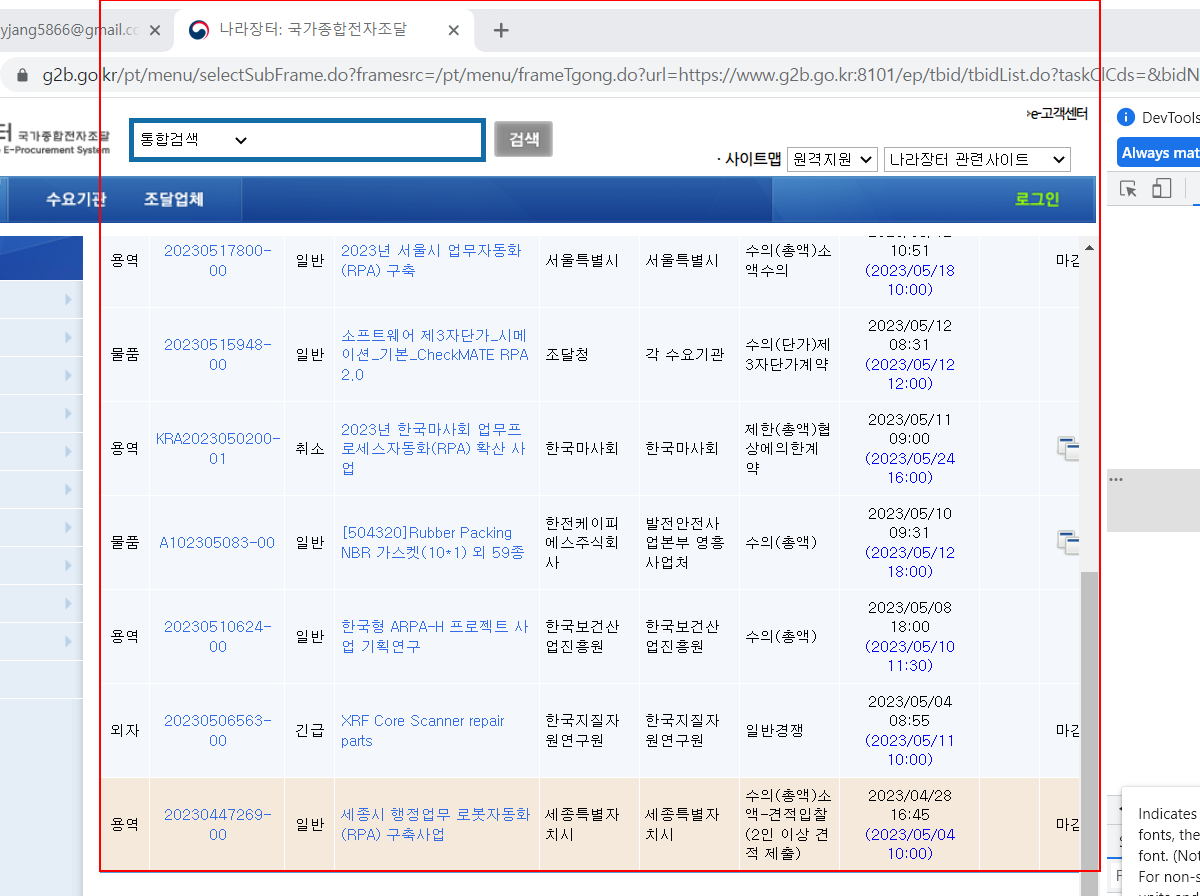 yjang5866@gmail.c
나라장터: 국가종합전자조달
g2b.go.kr/pt/menu/selectSubFrame.do?framesrc=/pt/menu/frameTgong.do?url=https://www.g2b.go.kr:8101/ep/tbid/tbidList.do?taskClCds=&bidN
e-고객센터
DevTools
터 국가종합전자조달
E-Procurement System
통합검색
검색
Always mat
· 사이트맵 원격지원 나라장터 관련사이트
수요기관 조달업체 로그인
용역 20230517800-00 일반 2023년 서울시 업무자동화(RPA) 구축 서울특별시 서울특별시 수의(총액)소액수의 10:51 (2023/05/18 10:00) 마감
물품 20230515948-00 일반 소프트웨어 제3자단가_시메이션_기본_CheckMATE RPA 2.0 조달청 각 수요기관 수의(단가)제3자단가계약 2023/05/12 08:31 (2023/05/12 12:00)
용역 KRA2023050200-01 취소 2023년 한국마사회 업무프로세스자동화(RPA) 확산 사업 한국마사회 한국마사회 제한(총액)협상에의한계약 2023/05/11 09:00 (2023/05/24 16:00)
물품 A102305083-00 일반 [504320]Rubber Packing NBR 가스켓(10*1) 외 59종 한전케이피에스주식회사 발전안전사업본부 영흥사업처 수의(총액) 2023/05/10 09:31 (2023/05/12 18:00)
용역 20230510624-00 일반 한국형 ARPA-H 프로젝트 사업 기획연구 한국보건산업진흥원 한국보건산업진흥원 수의(총액) 2023/05/08 18:00 (2023/05/10 11:30)
외자 20230506563-00 긴급 XRF Core Scanner repair parts 한국지질자원연구원 한국지질자원연구원 일반경쟁 2023/05/04 08:55 (2023/05/11 10:00) 마감
용역 20230447269-00 일반 세종시 행정업무 로봇자동화(RPA) 구축사업 세종특별자치시 세종특별자치시 수의(총액)소액-견적입찰(2인 이상 견적 제출) 2023/04/28 16:45 (2023/05/04 10:00) 마감
Indicates
fonts, the
font. (Not
For non-s